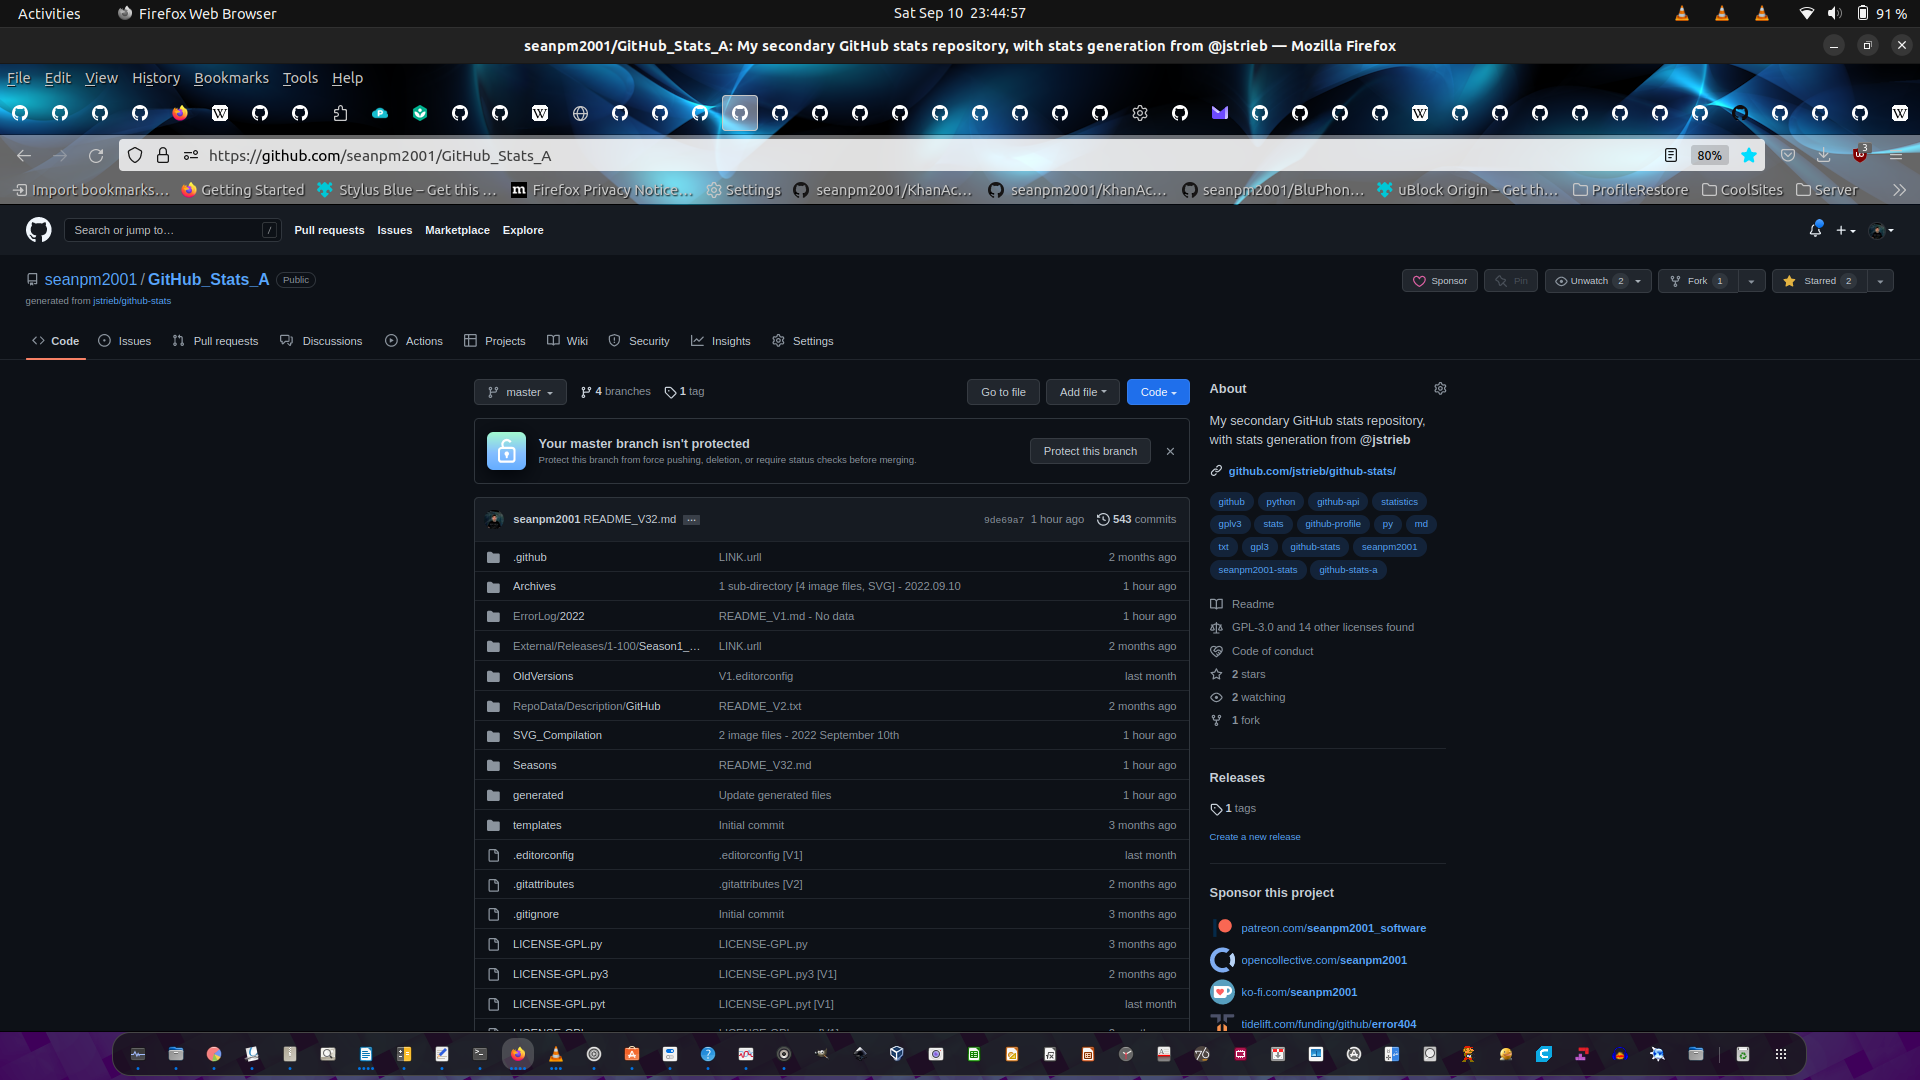 Activities Firefox Web Browser Sat Sep 10 23:44:57 91 %
seanpm2001/GitHub_Stats_A: My secondary GitHub stats repository, with stats generation from @jstrieb — Mozilla Firefox
File Edit View History Bookmarks Tools Help
https://github.com/seanpm2001/GitHub_Stats_A 80% 3
Import bookmarks… Getting Started Stylus Blue – Get this … Firefox Privacy Notice… Settings seanpm2001/KhanAc… seanpm2001/KhanAc… seanpm2001/BluPhon… uBlock Origin – Get th… ProfileRestore CoolSites Server
Search or jump to… / Pull requests Issues Marketplace Explore
seanpm2001 / GitHub_Stats_A Public Sponsor Pin Unwatch 2 Fork 1 Starred 2
generated from jstrieb/github-stats
Code Issues Pull requests Discussions Actions Projects Wiki Security Insights Settings
master 4 branches 1 tag Go to file Add file Code
Your master branch isn't protected
Protect this branch from force pushing, deletion, or require status checks before merging.
Protect this branch
seanpm2001 README_V32.md … 9de69a7 1 hour ago 543 commits
.github LINK.urll 2 months ago
Archives 1 sub-directory [4 image files, SVG] - 2022.09.10 1 hour ago
ErrorLog/2022 README_V1.md - No data 1 hour ago
External/Releases/1-100/Season1_… LINK.urll 2 months ago
OldVersions V1.editorconfig last month
RepoData/Description/GitHub README_V2.txt 2 months ago
SVG_Compilation 2 image files - 2022 September 10th 1 hour ago
Seasons README_V32.md 1 hour ago
generated Update generated files 1 hour ago
templates Initial commit 3 months ago
.editorconfig .editorconfig [V1] last month
.gitattributes .gitattributes [V2] 2 months ago
.gitignore Initial commit 3 months ago
LICENSE-GPL.py LICENSE-GPL.py 3 months ago
LICENSE-GPL.py3 LICENSE-GPL.py3 [V1] 2 months ago
LICENSE-GPL.pyt LICENSE-GPL.pyt [V1] last month
About
My secondary GitHub stats repository,
with stats generation from @jstrieb
github.com/jstrieb/github-stats/
github python github-api statistics
gplv3 stats github-profile py md
txt gpl3 github-stats seanpm2001
seanpm2001-stats github-stats-a
Readme
GPL-3.0 and 14 other licenses found
Code of conduct
2 stars
2 watching
1 fork
Releases
1 tags
Create a new release
Sponsor this project
patreon.com/seanpm2001_software
opencollective.com/seanpm2001
ko-fi.com/seanpm2001
tidelift.com/funding/github/error404